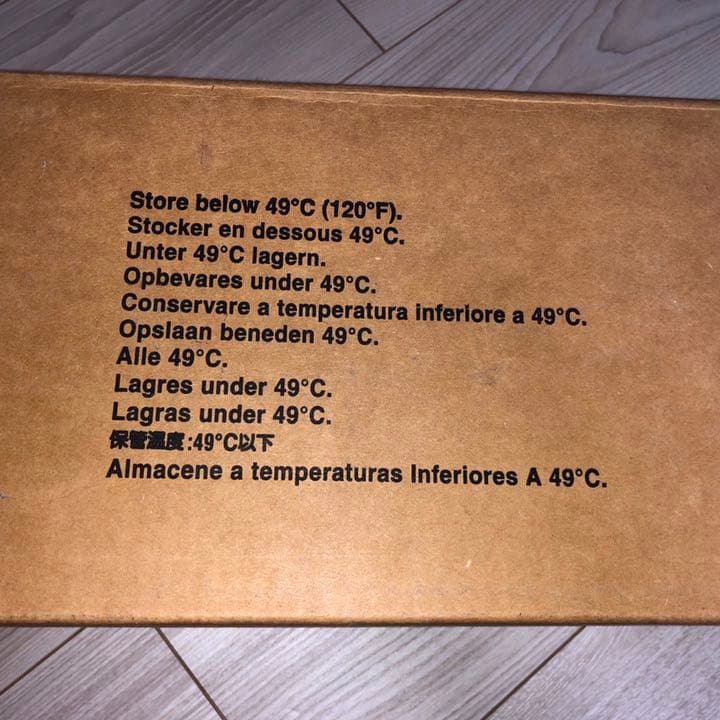 Store below 49°C (120°F).
Stocker en dessous 49°C.
Unter 49°C lagern.
Opbevares under 49°C.
Conservare a temperatura inferiore a 49°C.
Opslaan beneden 49°C.
Alle 49°C.
Lagres under 49°C.
Lagras under 49°C.
保管温度:49°C以下
Almacene a temperaturas Inferiores A 49°C.